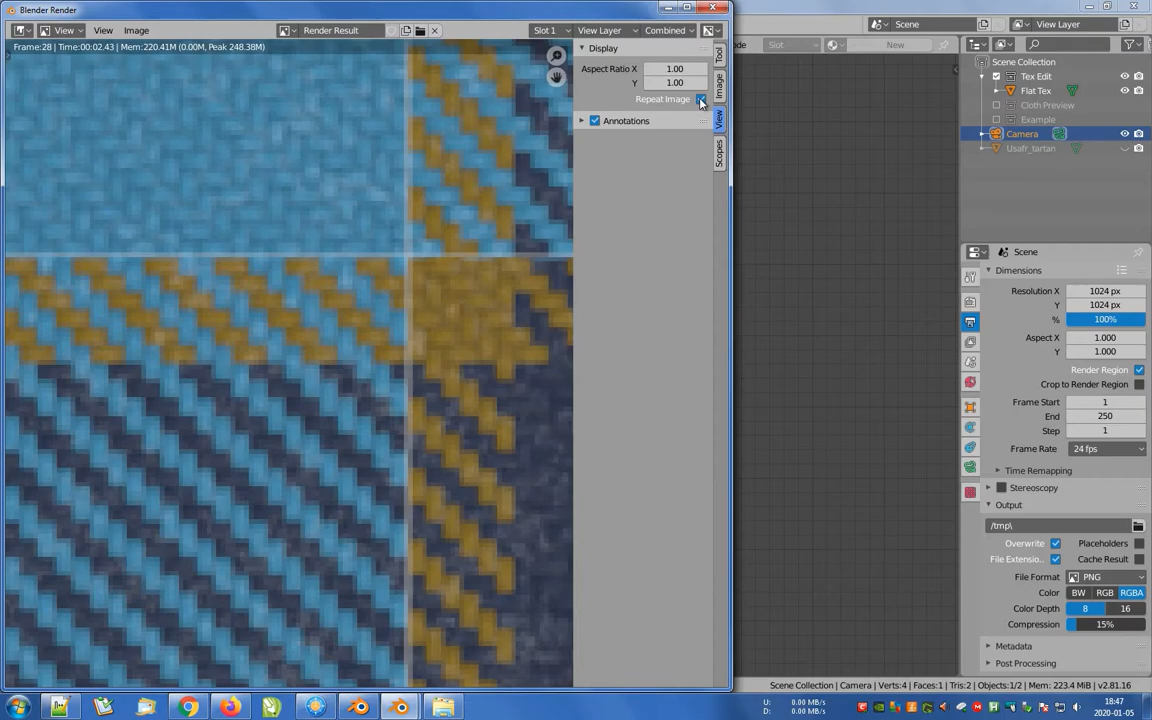 Blender Render
View View Image Render Result Slot 1 View Layer Combined
Frame:28 | Time:00:02.43 | Mem:220.41M (0.00M, Peak 248.38M)
Display
Aspect Ratio X 1.00
Y 1.00
Repeat Image
Annotations
Tool
Image
View
Scopes
de Slot New
Scene View Layer
Scene Collection
Tex Edit
Flat Tex
Cloth Preview
Example
Camera
Usafr_tartan
Scene
Dimensions
Resolution X 1024 px
Y 1024 px
% 100%
Aspect X 1.000
Y 1.000
Render Region
Crop to Render Region
Frame Start 1
End 250
Step 1
Frame Rate 24 fps
Time Remapping
Stereoscopy
Output
/tmp\
Overwrite Placeholders
File Extensio.. Cache Result
File Format PNG
Color BW RGB RGBA
Color Depth 8 16
Compression 15%
Metadata
Post Processing
Scene Collection | Camera | Verts:4 | Faces:1 | Tris:2 | Objects:1/2 | Mem: 223.4 MiB | v2.81.16
U: 0.00 MB/s
D: 0.00 MB/s
18:47
2020-01-05